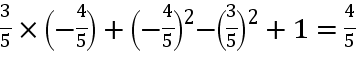 3/5 × (−4/5) + (−4/5)² − (3/5)² + 1 = 4/5